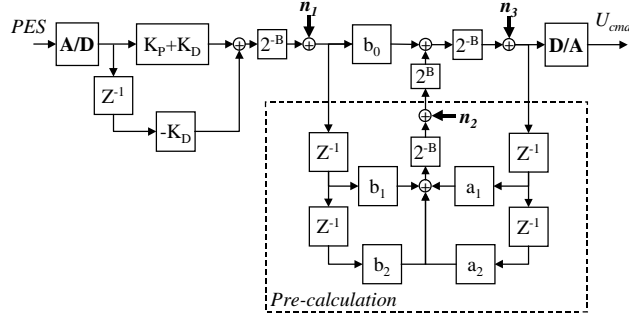 PES
A/D
K_P+K_D
2^-B
n_1
b_0
2^-B
n_3
D/A
U_cmd
Z^-1
-K_D
2^B
n_2
2^-B
Z^-1
Z^-1
b_1
a_1
Z^-1
Z^-1
b_2
a_2
Pre-calculation